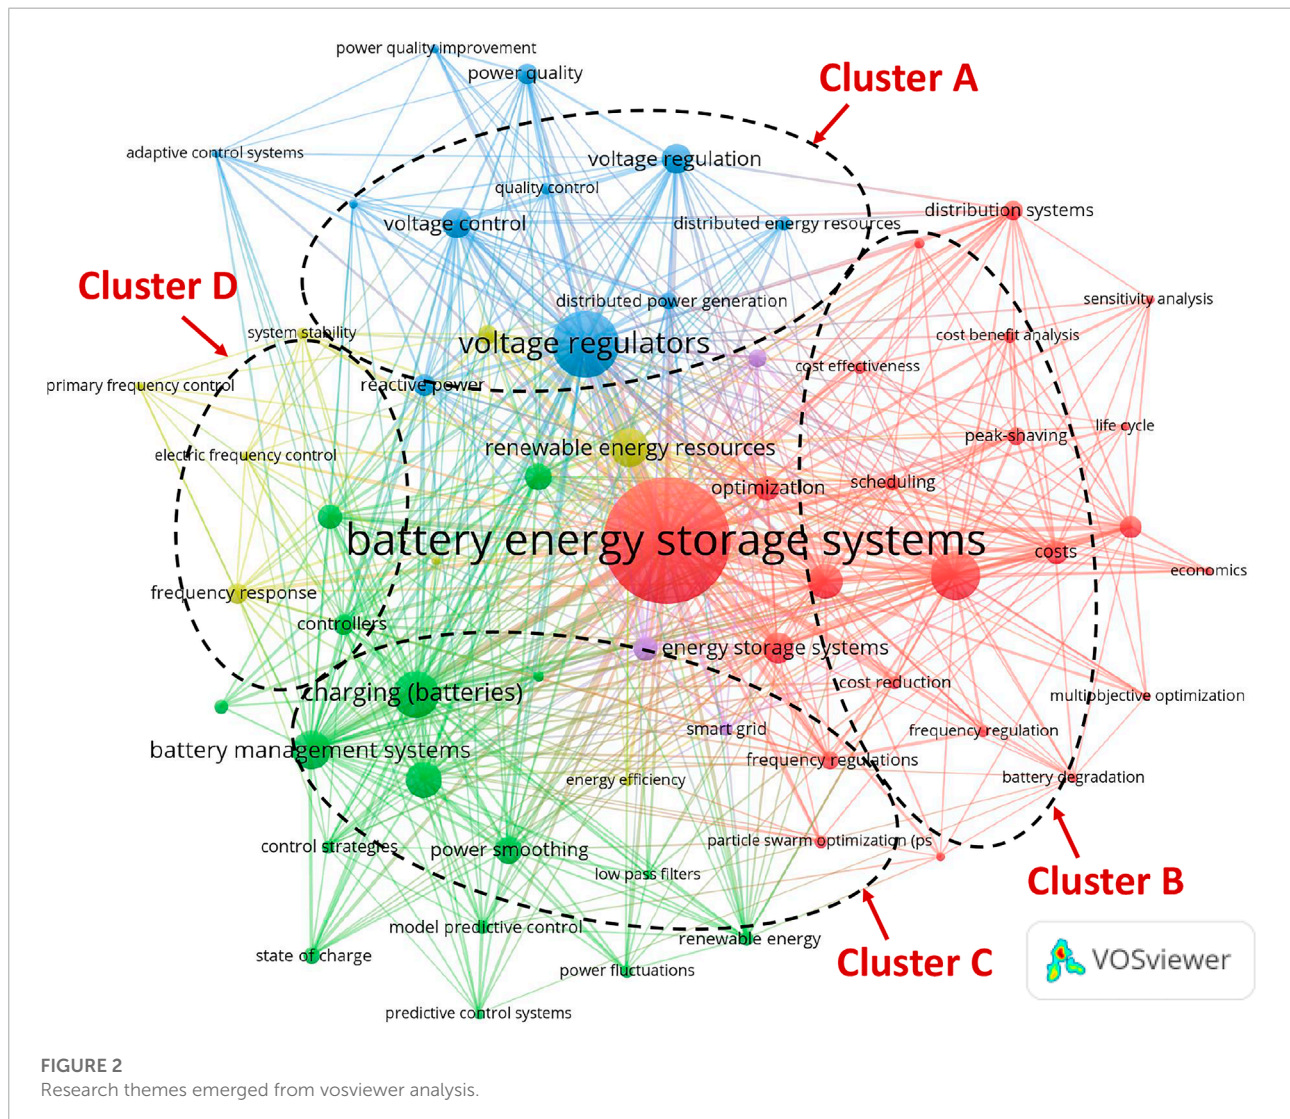 power quality improvement
power quality
Cluster A
adaptive control systems
voltage regulation
quality control
distribution systems
voltage control
distributed energy resources
Cluster D
distributed power generation
sensitivity analysis
system stability
cost benefit analysis
voltage regulators
cost effectiveness
primary frequency control
reactive power
life cycle
peak-shaving
renewable energy resources
electric frequency control
scheduling
optimization
battery energy storage systems
costs
economics
frequency response
controllers
energy storage systems
cost reduction
charging (batteries)
multiobjective optimization
smart grid
frequency regulation
battery management systems
frequency regulations
battery degradation
energy efficiency
particle swarm optimization (ps
control strategies
power smoothing
low pass filters
Cluster B
model predictive control
renewable energy
state of charge
Cluster C
VOSviewer
power fluctuations
predictive control systems
FIGURE 2
Research themes emerged from vosviewer analysis.